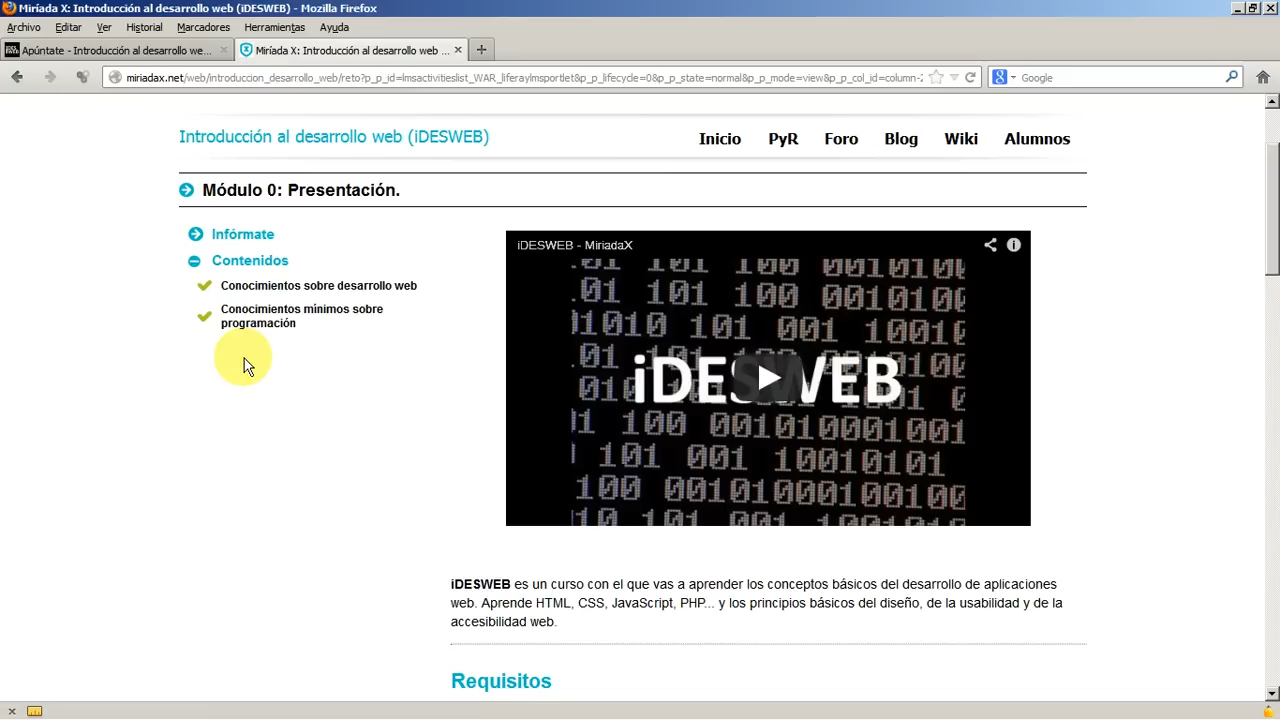 Miríada X: Introducción al desarrollo web (iDESWEB) - Mozilla Firefox
Archivo Editar Ver Historial Marcadores Herramientas Ayuda
Apúntate - Introducción al desarrollo we...
Miríada X: Introducción al desarrollo web ...
miriadax.net/web/introduccion_desarrollo_web/reto?p_p_id=lmsactivitieslist_WAR_liferaylmsportlet&p_p_lifecycle=0&p_p_state=normal&p_p_mode=view&p_p_col_id=column-2
Google
Introducción al desarrollo web (iDESWEB)
Inicio PyR Foro Blog Wiki Alumnos
Módulo 0: Presentación.
Infórmate
Contenidos
Conocimientos sobre desarrollo web
Conocimientos mínimos sobre
programación
iDESWEB - MiriadaX
iDESWEB
iDESWEB es un curso con el que vas a aprender los conceptos básicos del desarrollo de aplicaciones
web. Aprende HTML, CSS, JavaScript, PHP... y los principios básicos del diseño, de la usabilidad y de la
accesibilidad web.
Requisitos